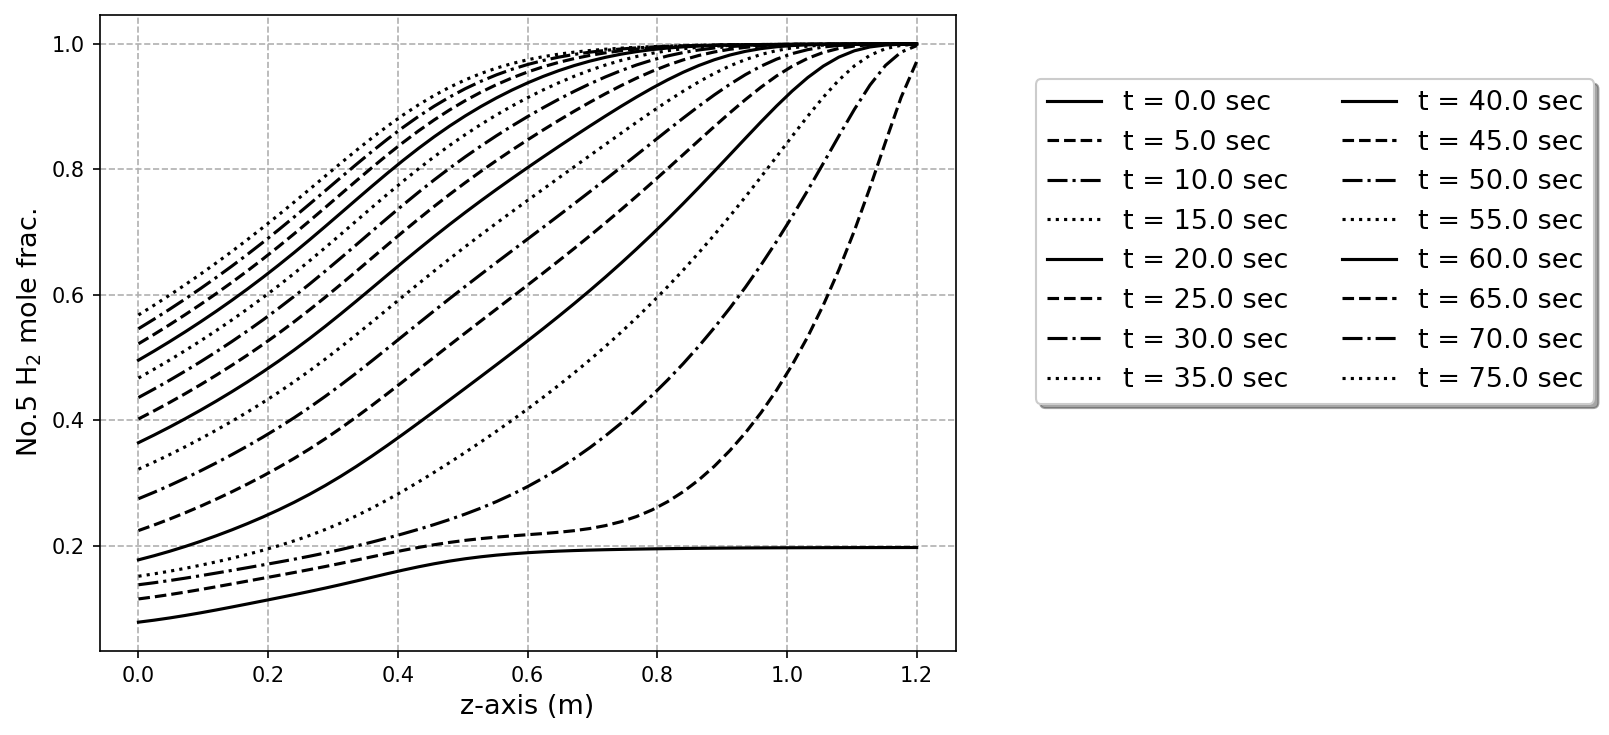 1.0
0.8
0.6
0.4
0.2
No.5 H₂ mole frac.
0.0 0.2 0.4 0.6 0.8 1.0 1.2
z-axis (m)
t = 0.0 sec
t = 5.0 sec
t = 10.0 sec
t = 15.0 sec
t = 20.0 sec
t = 25.0 sec
t = 30.0 sec
t = 35.0 sec
t = 40.0 sec
t = 45.0 sec
t = 50.0 sec
t = 55.0 sec
t = 60.0 sec
t = 65.0 sec
t = 70.0 sec
t = 75.0 sec